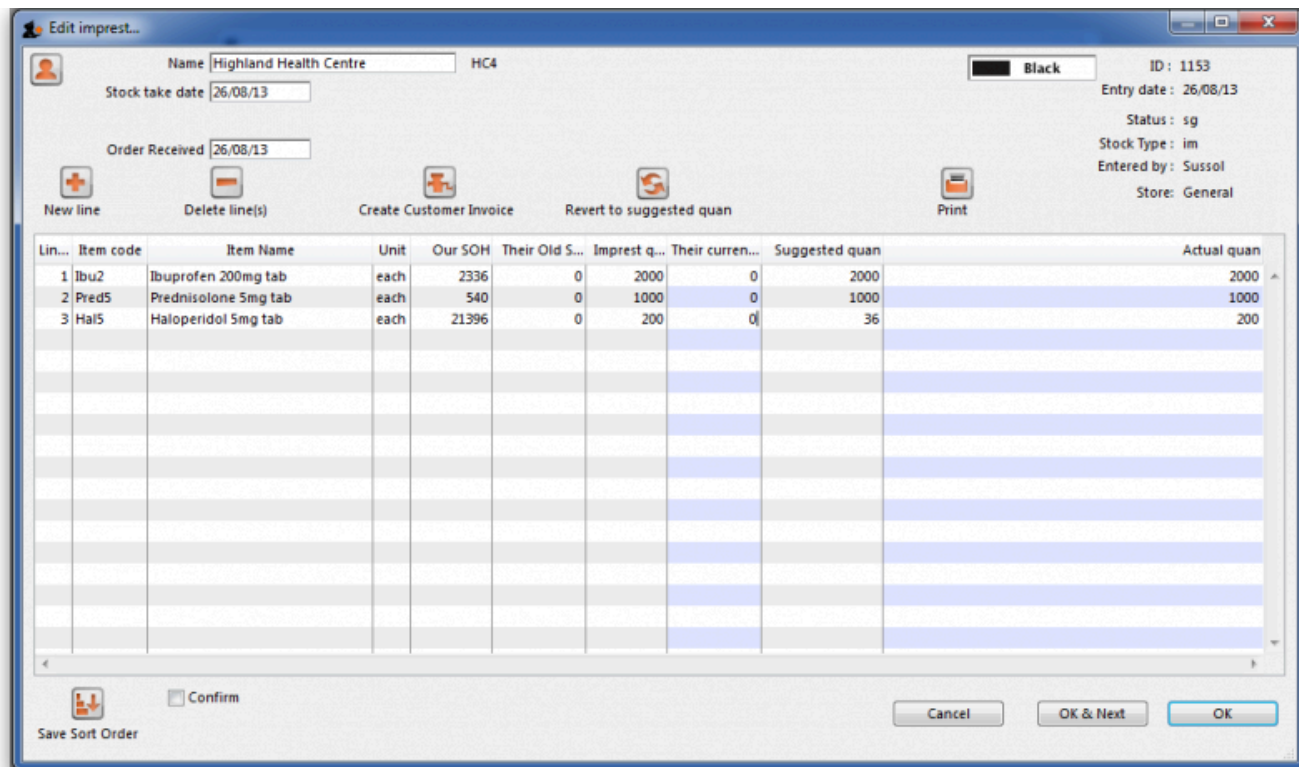 Edit imprest...
Name Highland Health Centre HC4 Black ID : 1153
Stock take date 26/08/13 Entry date : 26/08/13
Status : sg
Order Received 26/08/13 Stock Type : im
Entered by : Sussol
Store: General
New line Delete line(s) Create Customer Invoice Revert to suggested quan Print
Lin... Item code Item Name Unit Our SOH Their Old S... Imprest q... Their curren... Suggested quan Actual quan
1 Ibu2 Ibuprofen 200mg tab each 2336 0 2000 0 2000 2000
2 Pred5 Prednisolone 5mg tab each 540 0 1000 0 1000 1000
3 Hal5 Haloperidol 5mg tab each 21396 0 200 0 36 200
Confirm
Cancel OK & Next OK
Save Sort Order